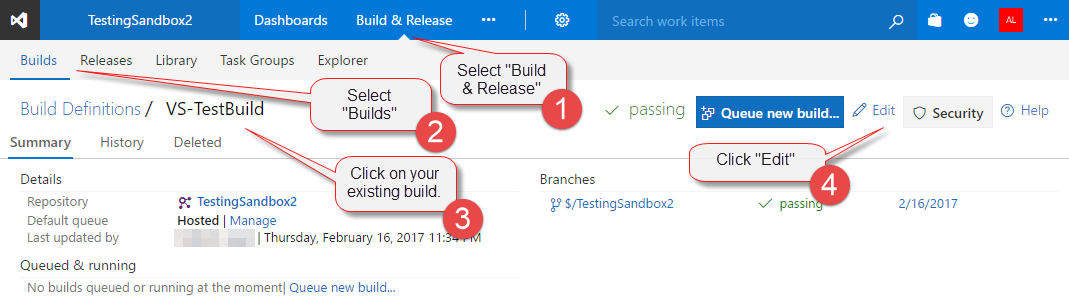 TestingSandbox2 Dashboards Build & Release ••• Search work items AL •••
Builds Releases Library Task Groups Explorer
Select "Build
& Release"
1
Select
"Builds"
2
Build Definitions / VS-TestBuild
passing Queue new build... Edit Security Help
Summary History Deleted
Click "Edit"
4
Click on your
existing build.
3
Details
Repository TestingSandbox2
Default queue Hosted | Manage
Last updated by | Thursday, February 16, 2017 11:34 PM
Queued & running
No builds queued or running at the moment| Queue new build...
Branches
$/TestingSandbox2 passing 2/16/2017